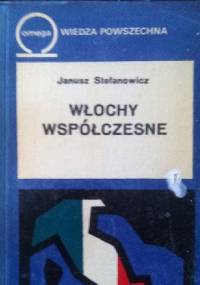 omega
WIEDZA POWSZECHNA
Janusz Stefanowicz
WŁOCHY
WSPÓŁCZESNE